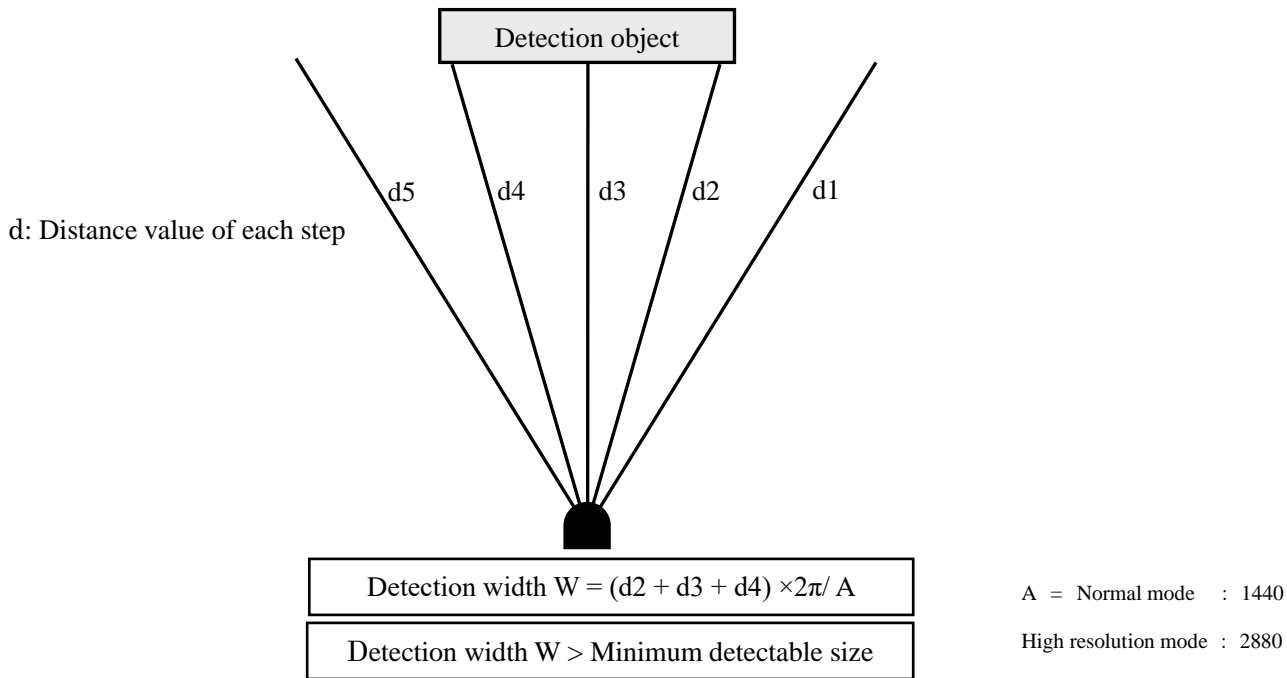 Detection object
d5
d4
d3
d2
d1
d: Distance value of each step
Detection width W = (d2 + d3 + d4) ×2π/ A
Detection width W > Minimum detectable size
A = Normal mode : 1440
High resolution mode : 2880